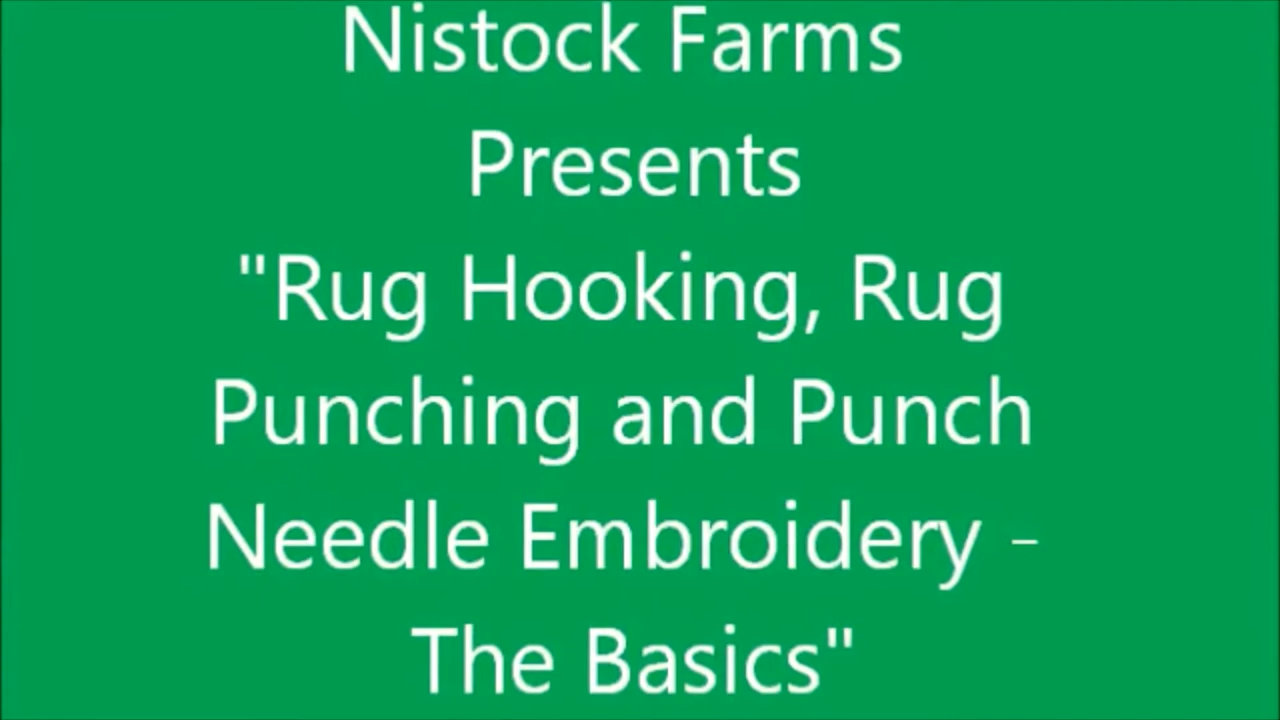 Nistock Farms
Presents
"Rug Hooking, Rug
Punching and Punch
Needle Embroidery -
The Basics"